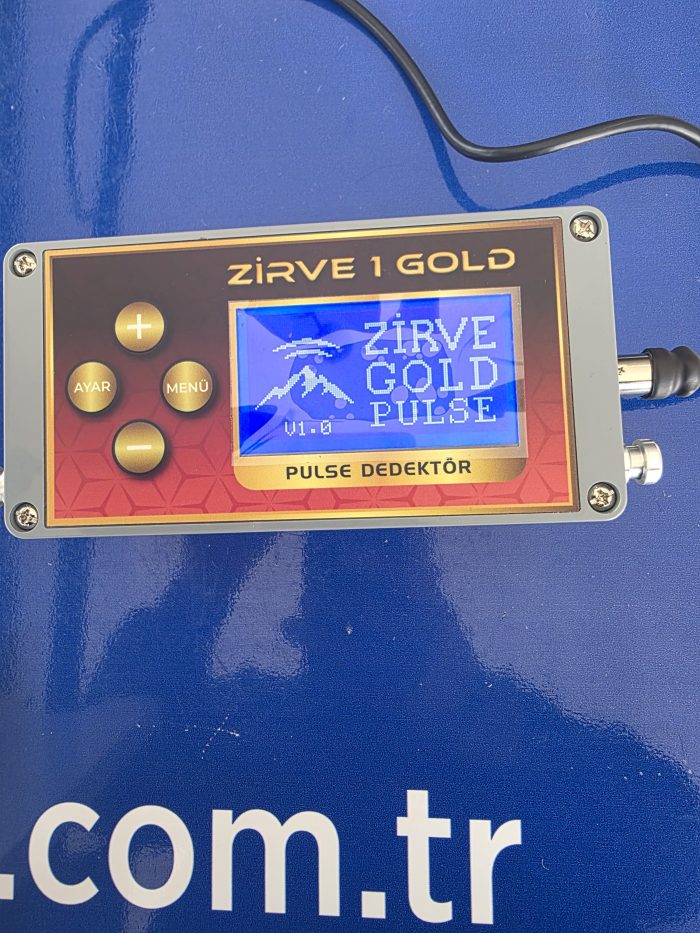 ZİRVE 1 GOLD
+
AYAR
MENÜ
−
ZİRVE
GOLD
PULSE
V1.0
PULSE DEDEKTÖR
.com.tr